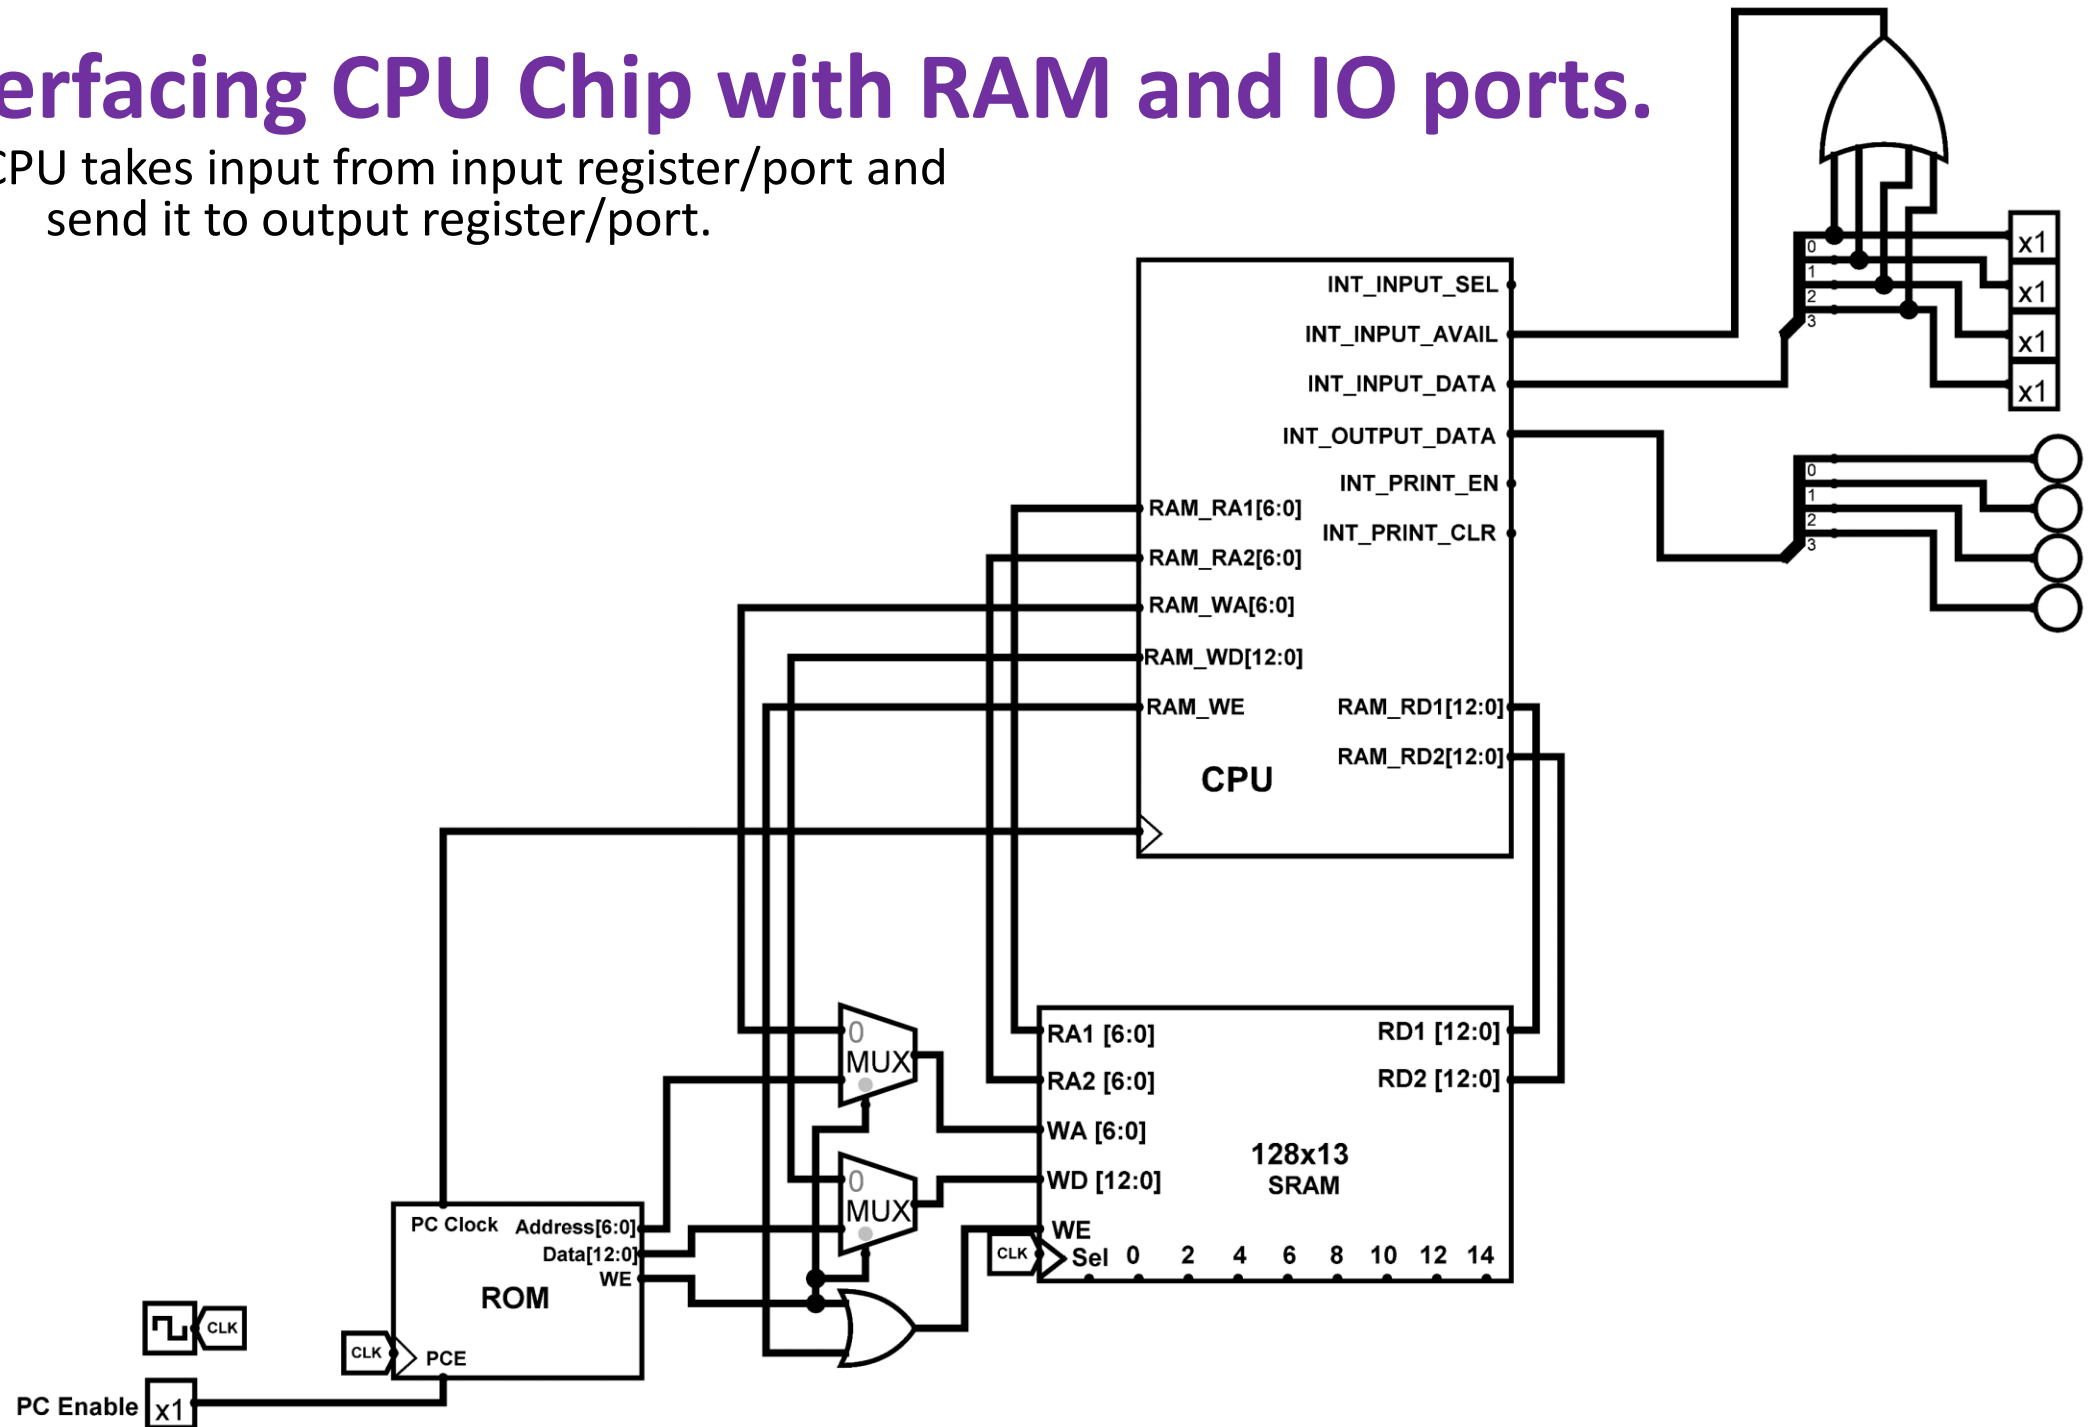 erfacing CPU Chip with RAM and IO ports.
CPU takes input from input register/port and
send it to output register/port.
0
1
2
3
x1
x1
x1
x1
INT_INPUT_SEL
INT_INPUT_AVAIL
INT_INPUT_DATA
INT_OUTPUT_DATA
INT_PRINT_EN
INT_PRINT_CLR
0
1
2
3
RAM_RA1[6:0]
RAM_RA2[6:0]
RAM_WA[6:0]
RAM_WD[12:0]
RAM_WE
RAM_RD1[12:0]
RAM_RD2[12:0]
CPU
0
MUX
0
MUX
RA1 [6:0]
RA2 [6:0]
WA [6:0]
WD [12:0]
WE
CLK
Sel 0 2 4 6 8 10 12 14
RD1 [12:0]
RD2 [12:0]
128x13
SRAM
PC Clock
Address[6:0]
Data[12:0]
WE
ROM
CLK
CLK
PCE
PC Enable x1